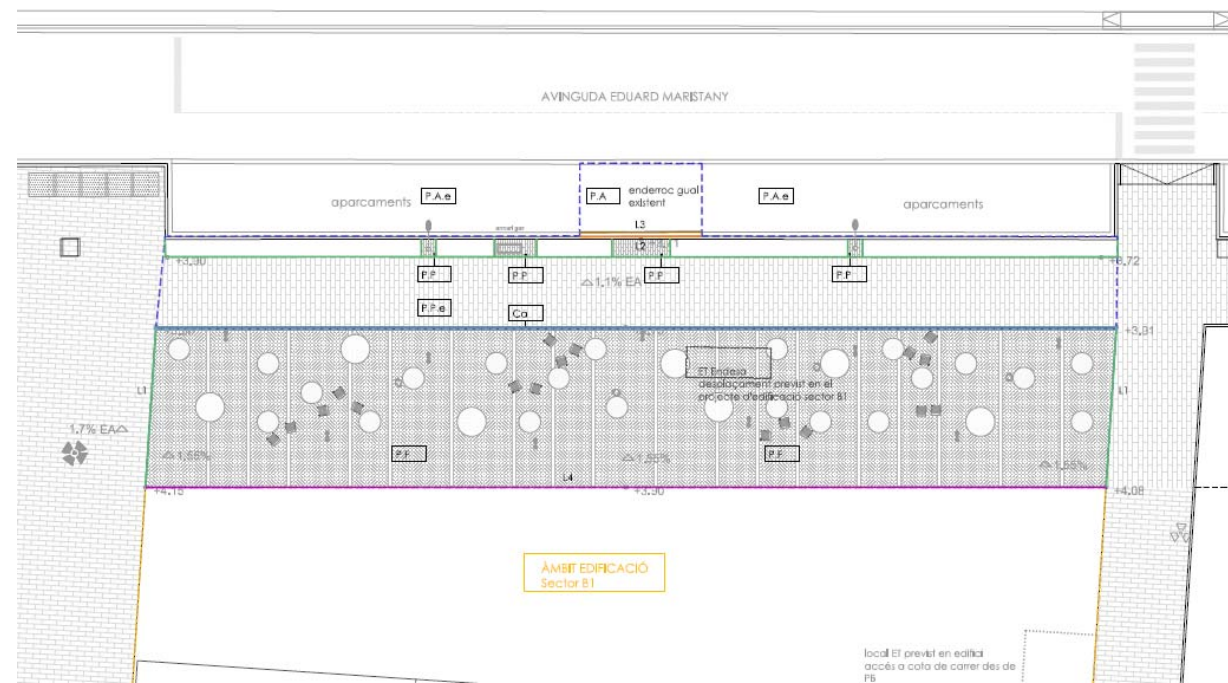 AVINGUDA EDUARD MARISTANY
aparcaments
P.A.e
P.A
enderroc gual
existent
P.A.e
aparcaments
L3
L2
+3.90
P.P
P.P
P.P
P.P
+3.72
△1.1% EA
P.P.e
Ca
+3.81
ET Endesa
desplaçament previst en el
projecte d'edificació sector B1
L1
L1
1.7% EA△
P.F
P.F
△1,55%
△1,55%
△1,55%
L4
+4.15
+3.90
+4.08
ÀMBIT EDIFICACIÓ
Sector B1
local ET previst en edifici
accés a cota de carrer des de
PB